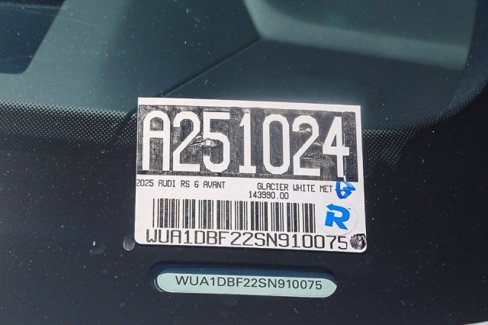 A251024
2025 AUDI RS 6 AVANT GLACIER WHITE MET
143990.00
R
WUA1DBF22SN910075
WUA1DBF22SN910075